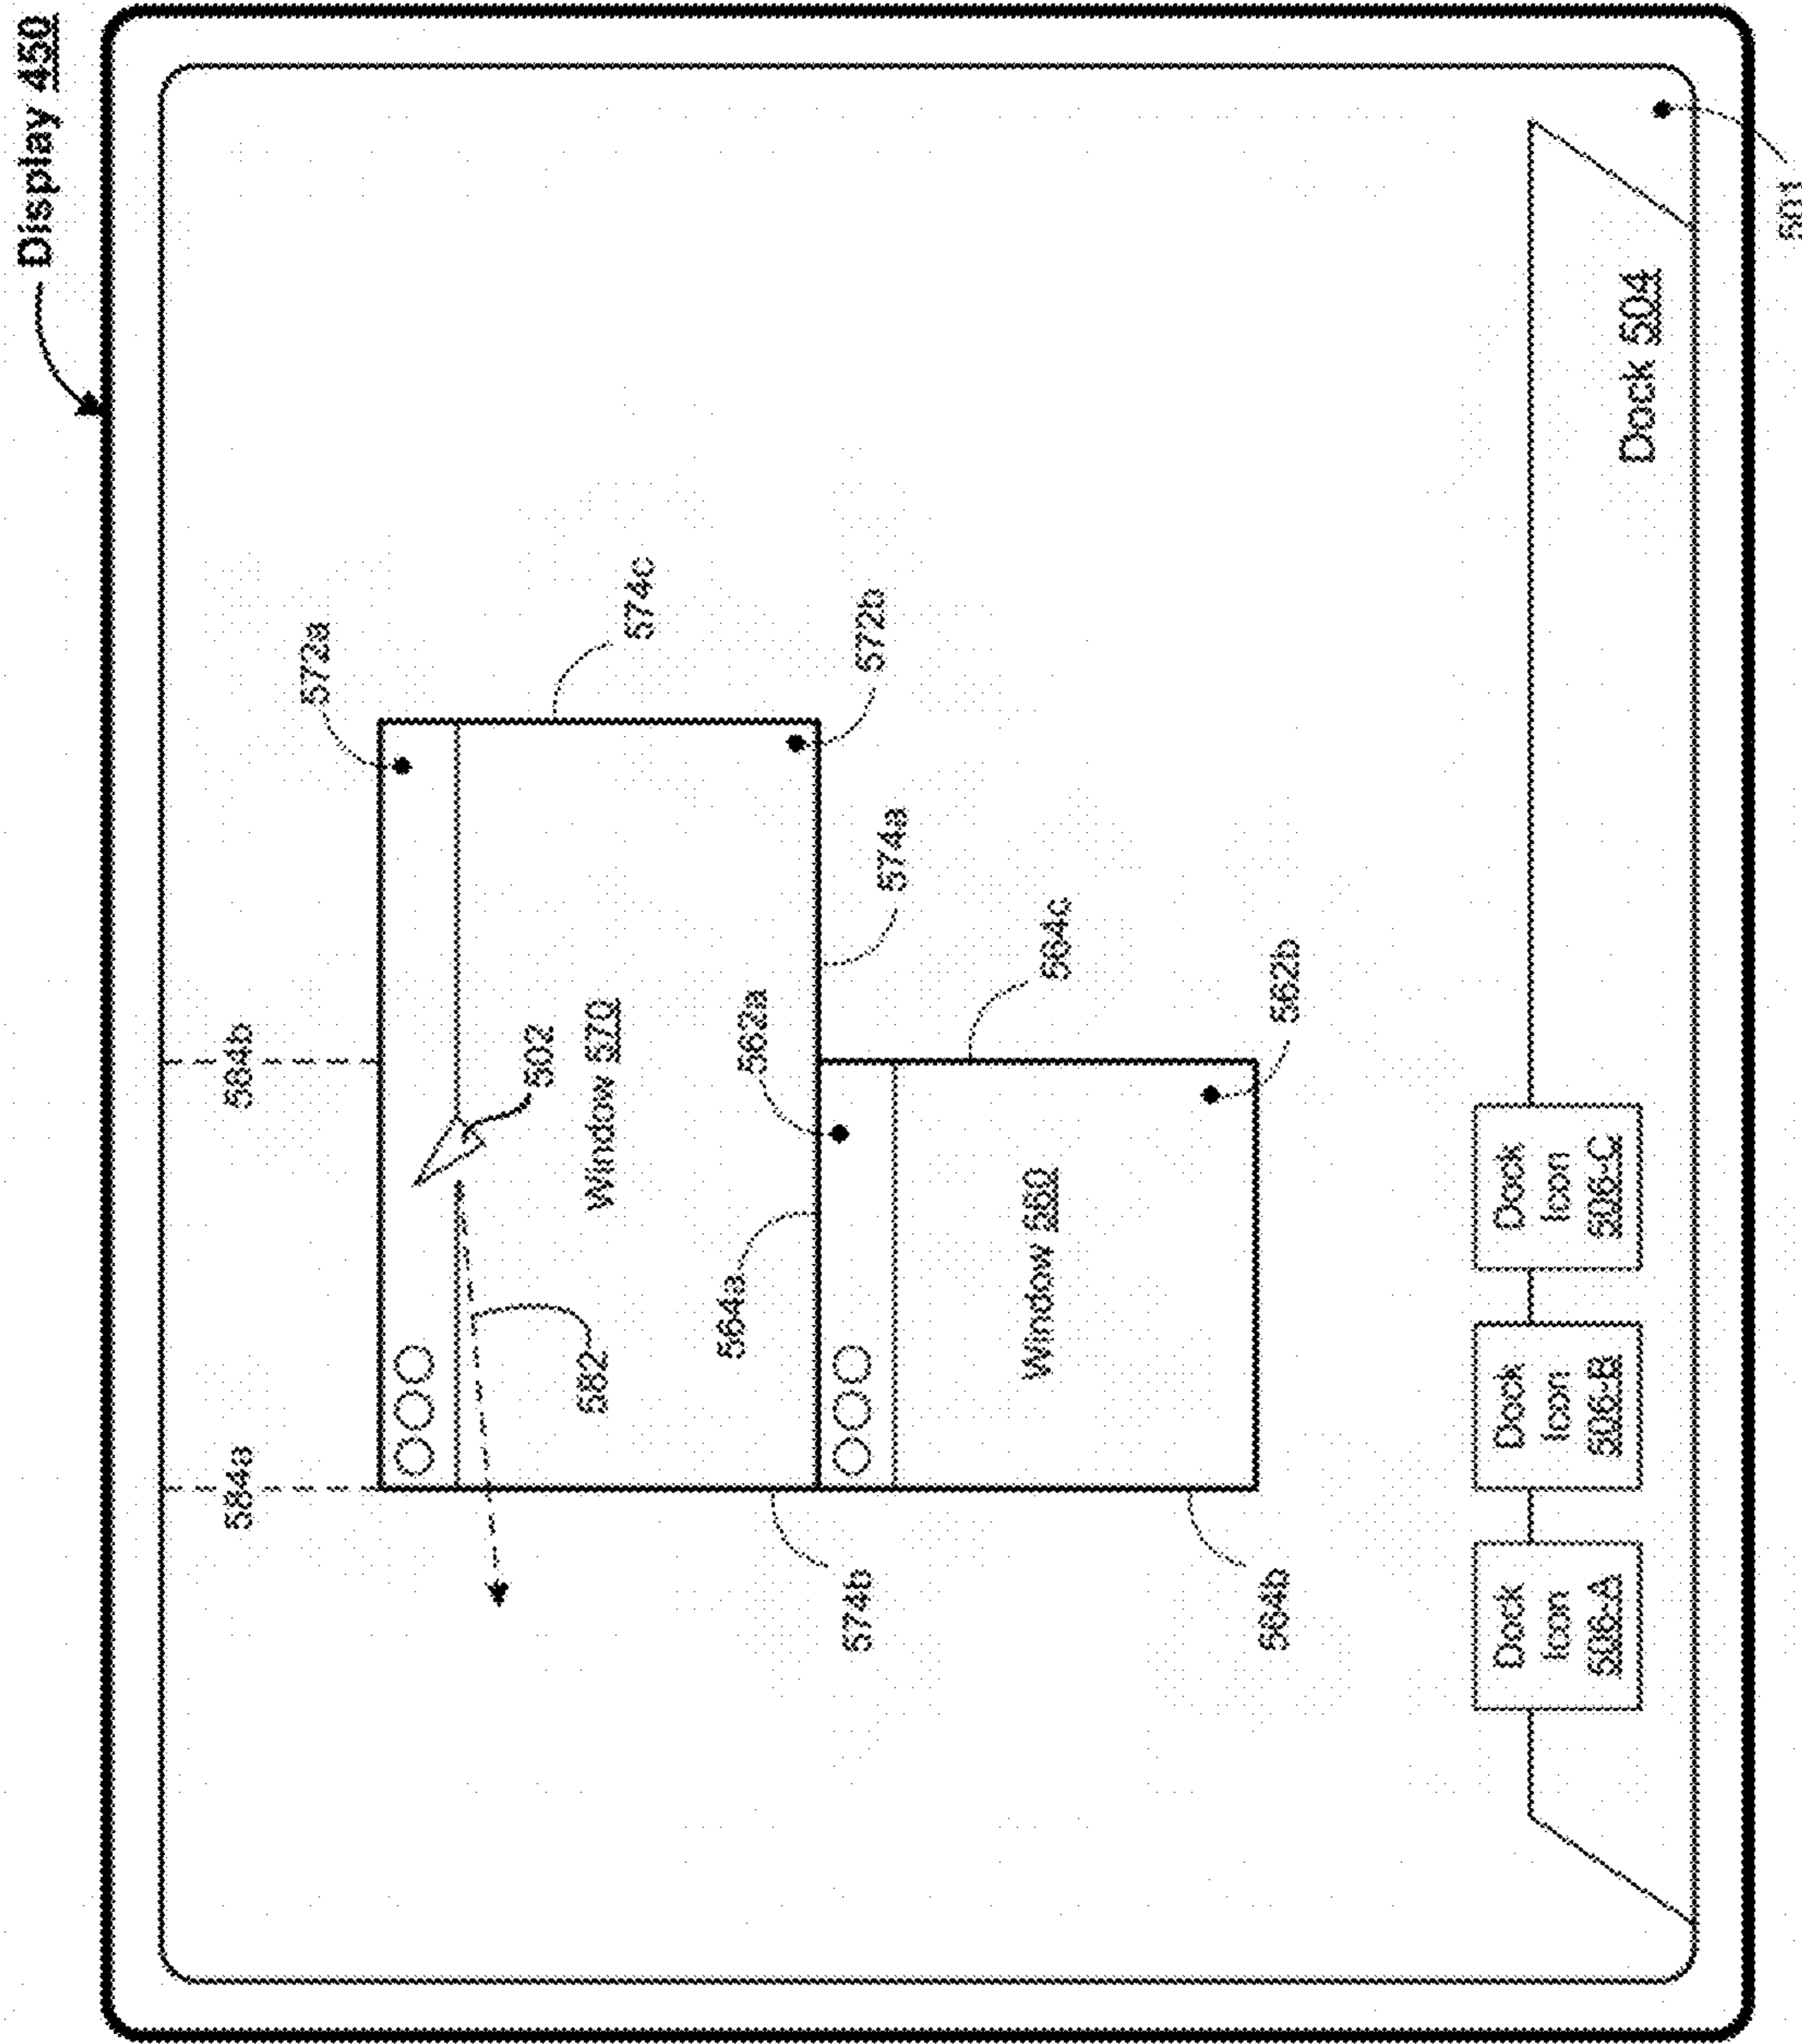 Display 450
584a
584b
572a
502
582
Window 570
574c
564a
562a
574b
574a
572b
Window 560
564c
564b
562b
Dock
Icon
506-A
Dock
Icon
506-B
Dock
Icon
506-C
Dock 504
501